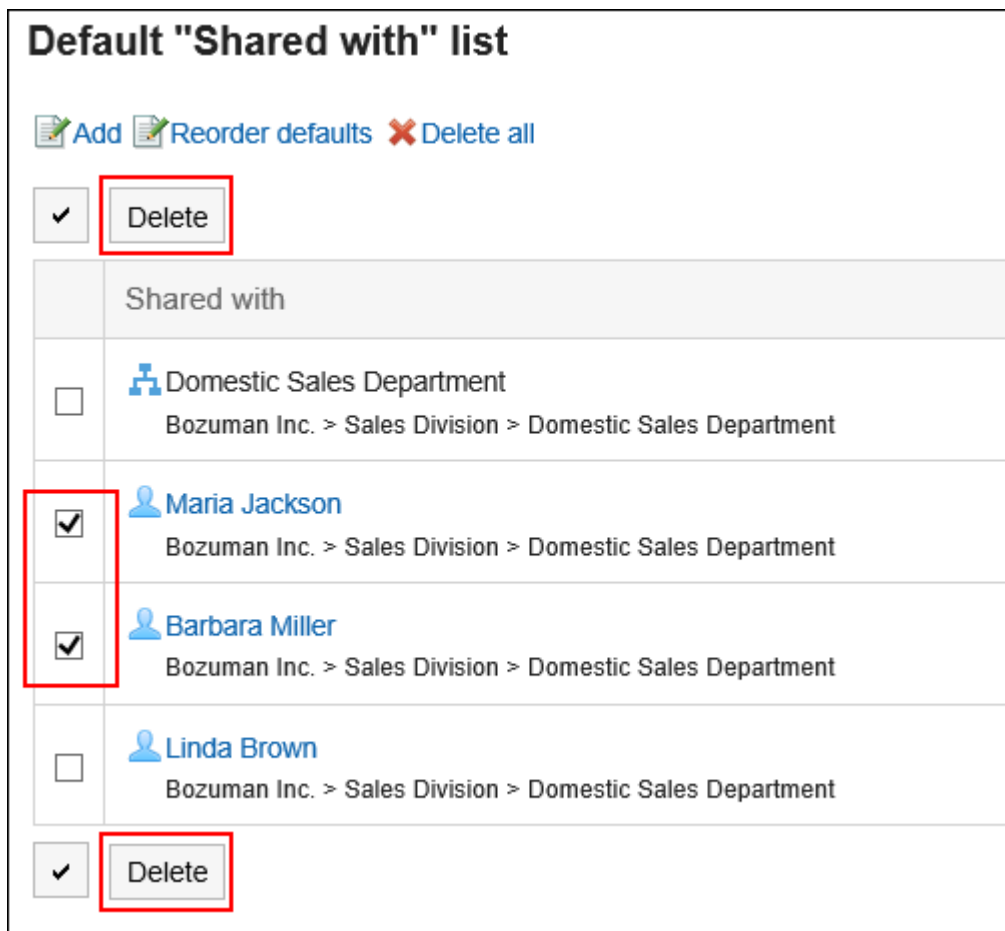 Default "Shared with" list
Add Reorder defaults Delete all
Delete
Shared with
Domestic Sales Department
Bozuman Inc. > Sales Division > Domestic Sales Department
Maria Jackson
Bozuman Inc. > Sales Division > Domestic Sales Department
Barbara Miller
Bozuman Inc. > Sales Division > Domestic Sales Department
Linda Brown
Bozuman Inc. > Sales Division > Domestic Sales Department
Delete